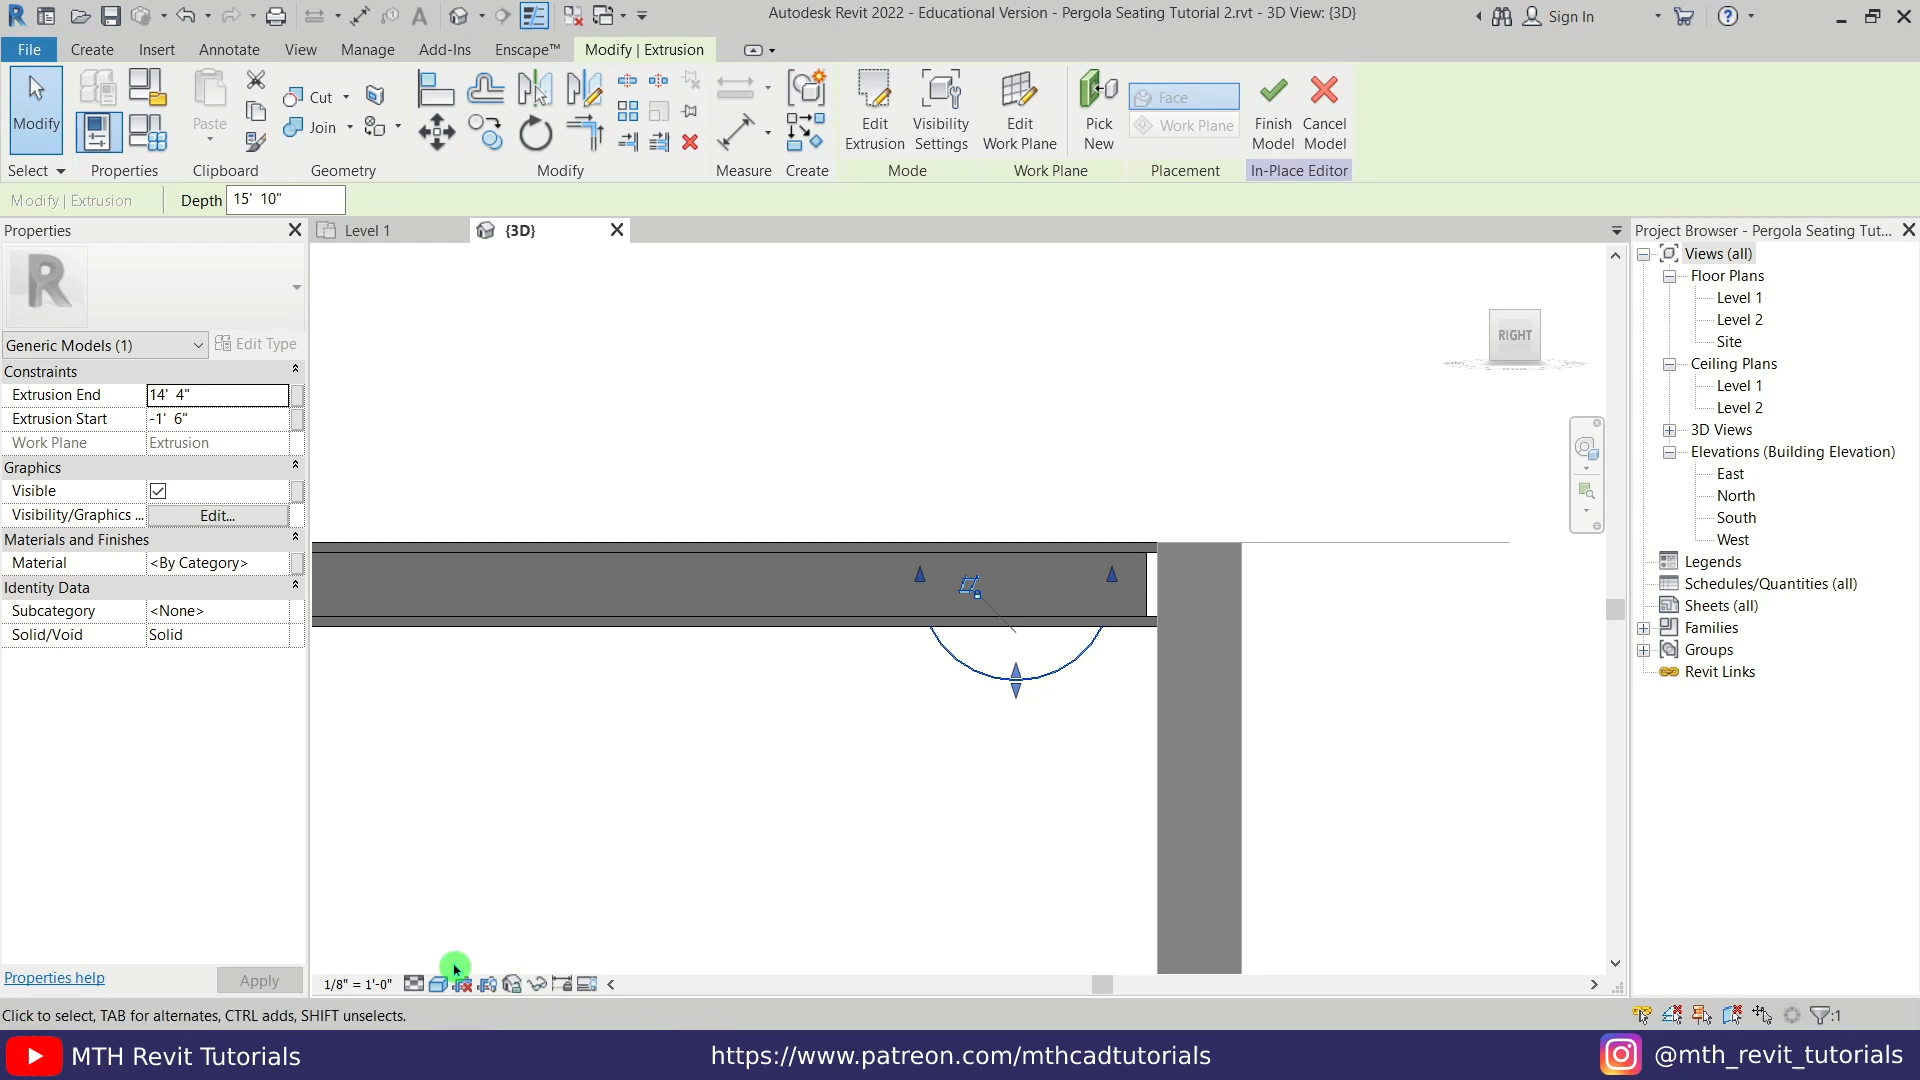 Autodesk Revit 2022 - Educational Version - Pergola Seating Tutorial 2.rvt - 3D View: {3D}
Sign In
File Create Insert Annotate View Manage Add-Ins Enscape™ Modify | Extrusion
Modify
Paste
Cut
Join
Edit Extrusion
Visibility Settings
Edit Work Plane
Pick New
Face
Work Plane
Finish Model
Cancel Model
Select Properties Clipboard Geometry Modify Measure Create Mode Work Plane Placement In-Place Editor
Modify | Extrusion Depth 15' 10"
Properties
Level 1
{3D}
Project Browser - Pergola Seating Tut...
R
Generic Models (1) Edit Type
Constraints
Extrusion End 14' 4"
Extrusion Start -1' 6"
Work Plane Extrusion
Graphics
Visible
Visibility/Graphics ... Edit...
Materials and Finishes
Material <By Category>
Identity Data
Subcategory <None>
Solid/Void Solid
Properties help Apply
RIGHT
Views (all)
Floor Plans
Level 1
Level 2
Site
Ceiling Plans
Level 1
Level 2
3D Views
Elevations (Building Elevation)
East
North
South
West
Legends
Schedules/Quantities (all)
Sheets (all)
Families
Groups
Revit Links
1/8" = 1'-0"
Click to select, TAB for alternates, CTRL adds, SHIFT unselects.
:1
MTH Revit Tutorials
https://www.patreon.com/mthcadtutorials
@mth_revit_tutorials